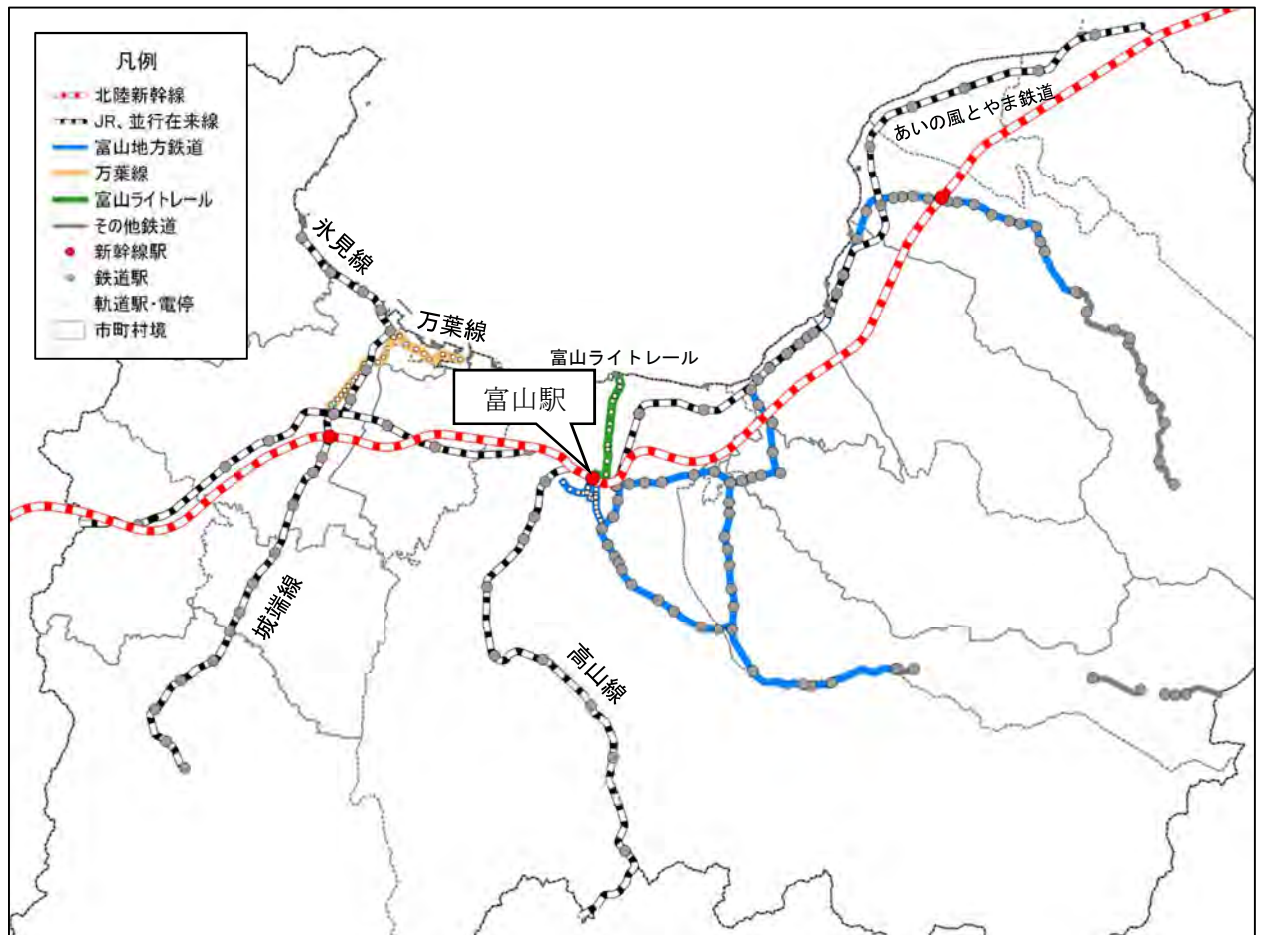 凡例
北陸新幹線
JR、並行在来線
富山地方鉄道
万葉線
富山ライトレール
その他鉄道
新幹線駅
鉄道駅
軌道駅・電停
市町村境
あいの風とやま鉄道
氷見線
万葉線
富山ライトレール
富山駅
城端線
高山線